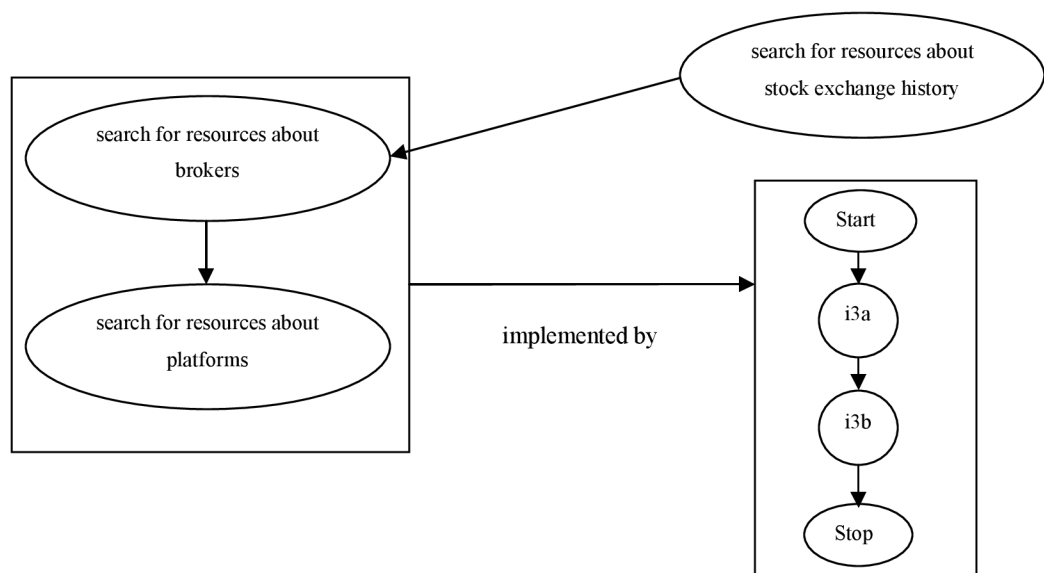 search for resources about
stock exchange history
search for resources about
brokers
search for resources about
platforms
implemented by
Start
i3a
i3b
Stop